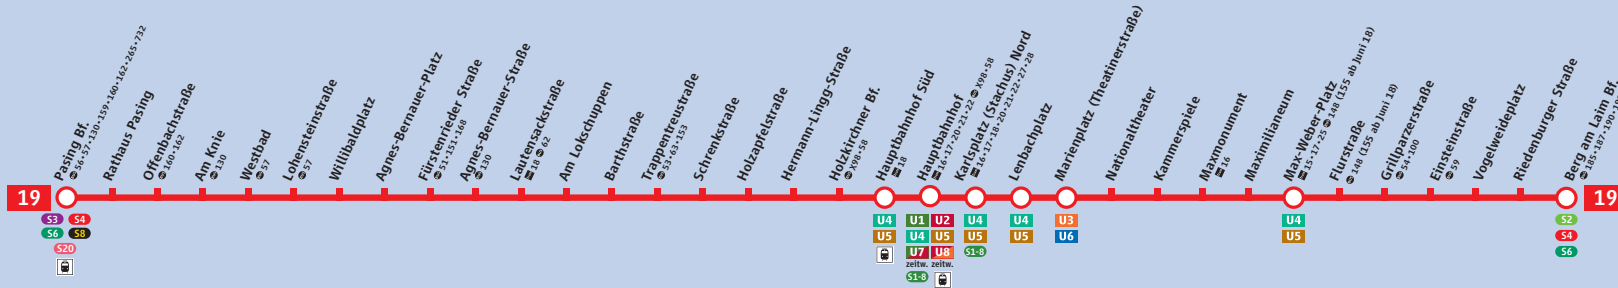 19
Pasing Bf.
56•57•130•159•160•162•265•732
Rathaus Pasing
Offenbachstraße
160•162
Am Knie
130
Westbad
57
Lohensteinstraße
57
Willibaldplatz
Agnes-Bernauer-Platz
Fürstenrieder Straße
51•151•168
Agnes-Bernauer-Straße
130
Lautensackstraße
18 62
Am Lokschuppen
Barthstraße
Trappentreustraße
53•63•153
Schrenkstraße
Holzapfelstraße
Hermann-Lingg-Straße
Holzkirchner Bf.
X98•58
Hauptbahnhof Süd
18
Hauptbahnhof
16•17•20•21•22 X98•58
Karlsplatz (Stachus) Nord
16•17•18•20•21•22•27•28
Lenbachplatz
Marienplatz (Theatinerstraße)
Nationaltheater
Kammerspiele
Maxmonument
16
Maximilianeum
Max-Weber-Platz
15•17•25 148 (155 ab Juni 18)
Flurstraße
148 (155 ab Juni 18)
Grillparzerstraße
54•100
Einsteinstraße
59
Vogelweideplatz
Riedenburger Straße
Berg am Laim Bf.
185•187•190•
19
S3 S4
S6 S8
S20
U4
U5
U1 U2
U4 U5
U7 U8
zeitw. zeitw.
S1-8
U4
U5
S1-8
U4
U5
U3
U6
U4
U5
S2
S4
S6